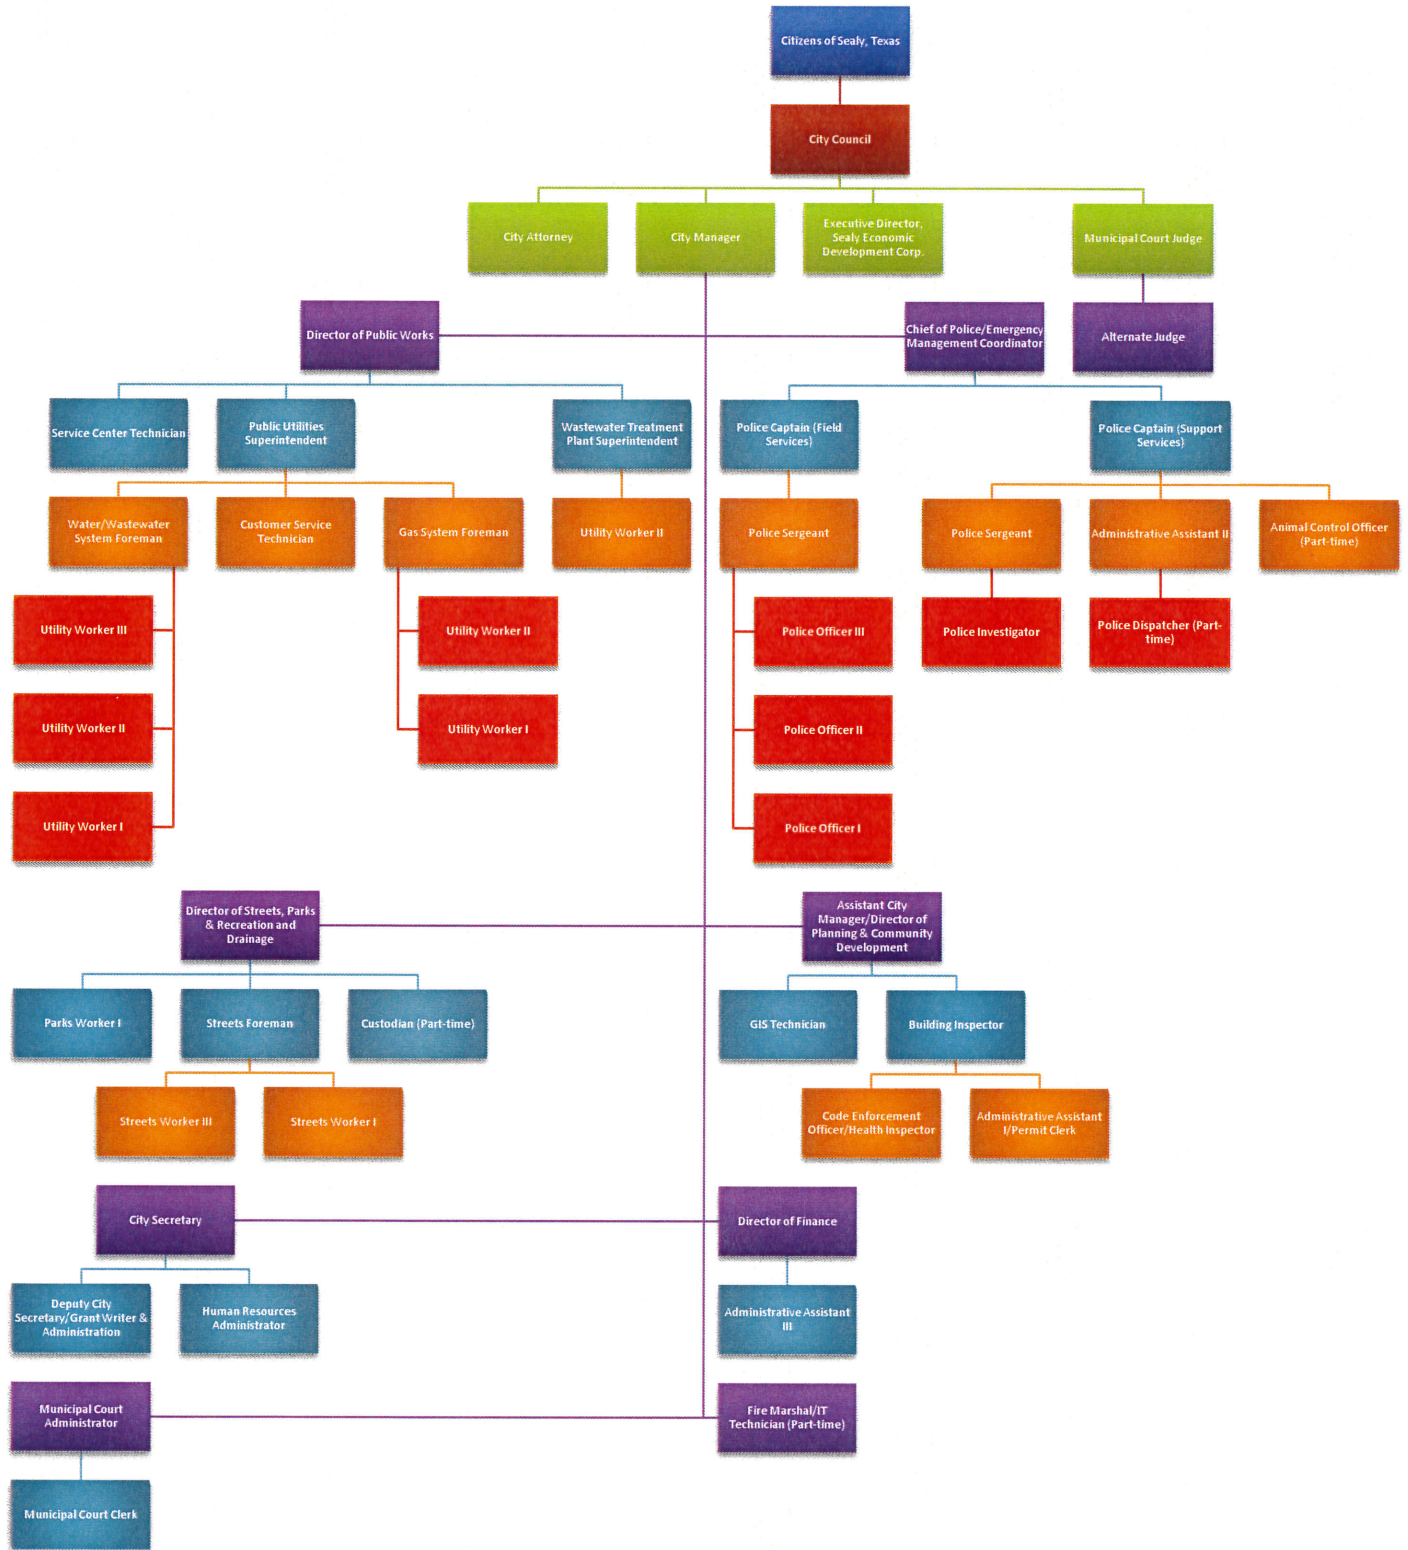 Citizens of Sealy, Texas
City Council
City Attorney
City Manager
Executive Director,
Sealy Economic
Development Corp.
Municipal Court Judge
Director of Public Works
Chief of Police/Emergency
Management Coordinator
Alternate Judge
Service Center Technician
Public Utilities
Superintendent
Wastewater Treatment
Plant Superintendent
Police Captain (Field
Services)
Police Captain (Support
Services)
Water/Wastewater
System Foreman
Customer Service
Technician
Gas System Foreman
Utility Worker II
Police Sergeant
Police Sergeant
Administrative Assistant II
Animal Control Officer
(Part-time)
Utility Worker III
Utility Worker II
Police Officer III
Police Investigator
Police Dispatcher (Part-
time)
Utility Worker II
Utility Worker I
Police Officer II
Utility Worker I
Police Officer I
Director of Streets, Parks
& Recreation and
Drainage
Assistant City
Manager/Director of
Planning & Community
Development
Parks Worker I
Streets Foreman
Custodian (Part-time)
GIS Technician
Building Inspector
Streets Worker III
Streets Worker I
Code Enforcement
Officer/Health Inspector
Administrative Assistant
I/Permit Clerk
City Secretary
Director of Finance
Deputy City
Secretary/Grant Writer &
Administration
Human Resources
Administrator
Administrative Assistant
III
Municipal Court
Administrator
Fire Marshal/IT
Technician (Part-time)
Municipal Court Clerk